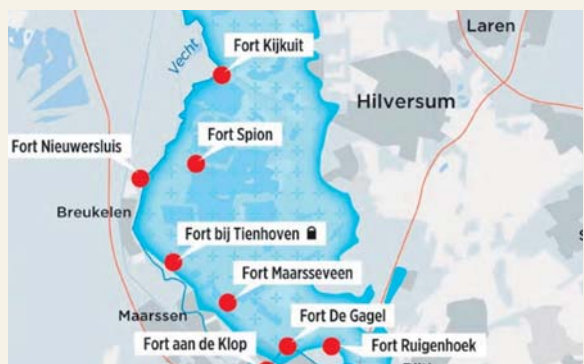 Laren
Vecht
Fort Kijkuit
Hilversum
Fort Spion
Fort Nieuwersluis
Breukelen
Fort bij Tienhoven
Fort Maarsseveen
Maarssen
Fort De Gagel
Fort aan de Klop
Fort Ruigenhoek